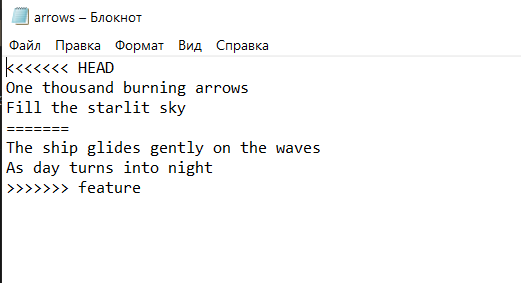 arrows – Блокнот
Файл Правка Формат Вид Справка
<<<<<<< HEAD
One thousand burning arrows
Fill the starlit sky
=======
The ship glides gently on the waves
As day turns into night
>>>>>>> feature